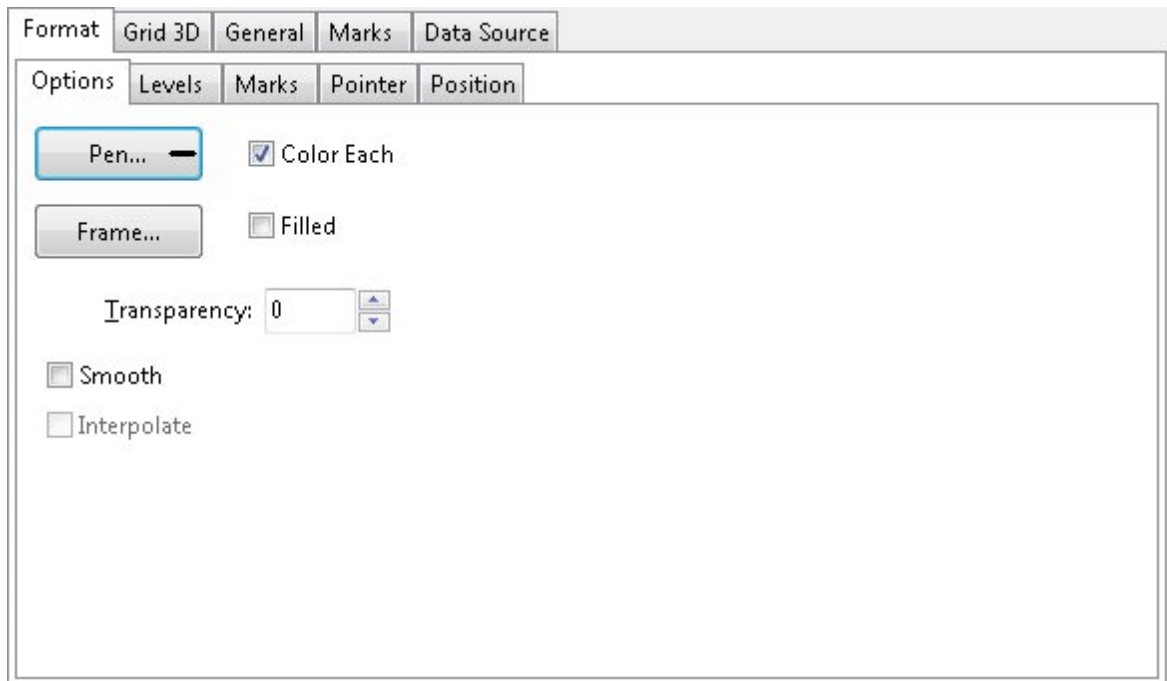 Format Grid 3D General Marks Data Source
Options Levels Marks Pointer Position
Pen... Color Each
Frame... Filled
Transparency: 0
Smooth
Interpolate